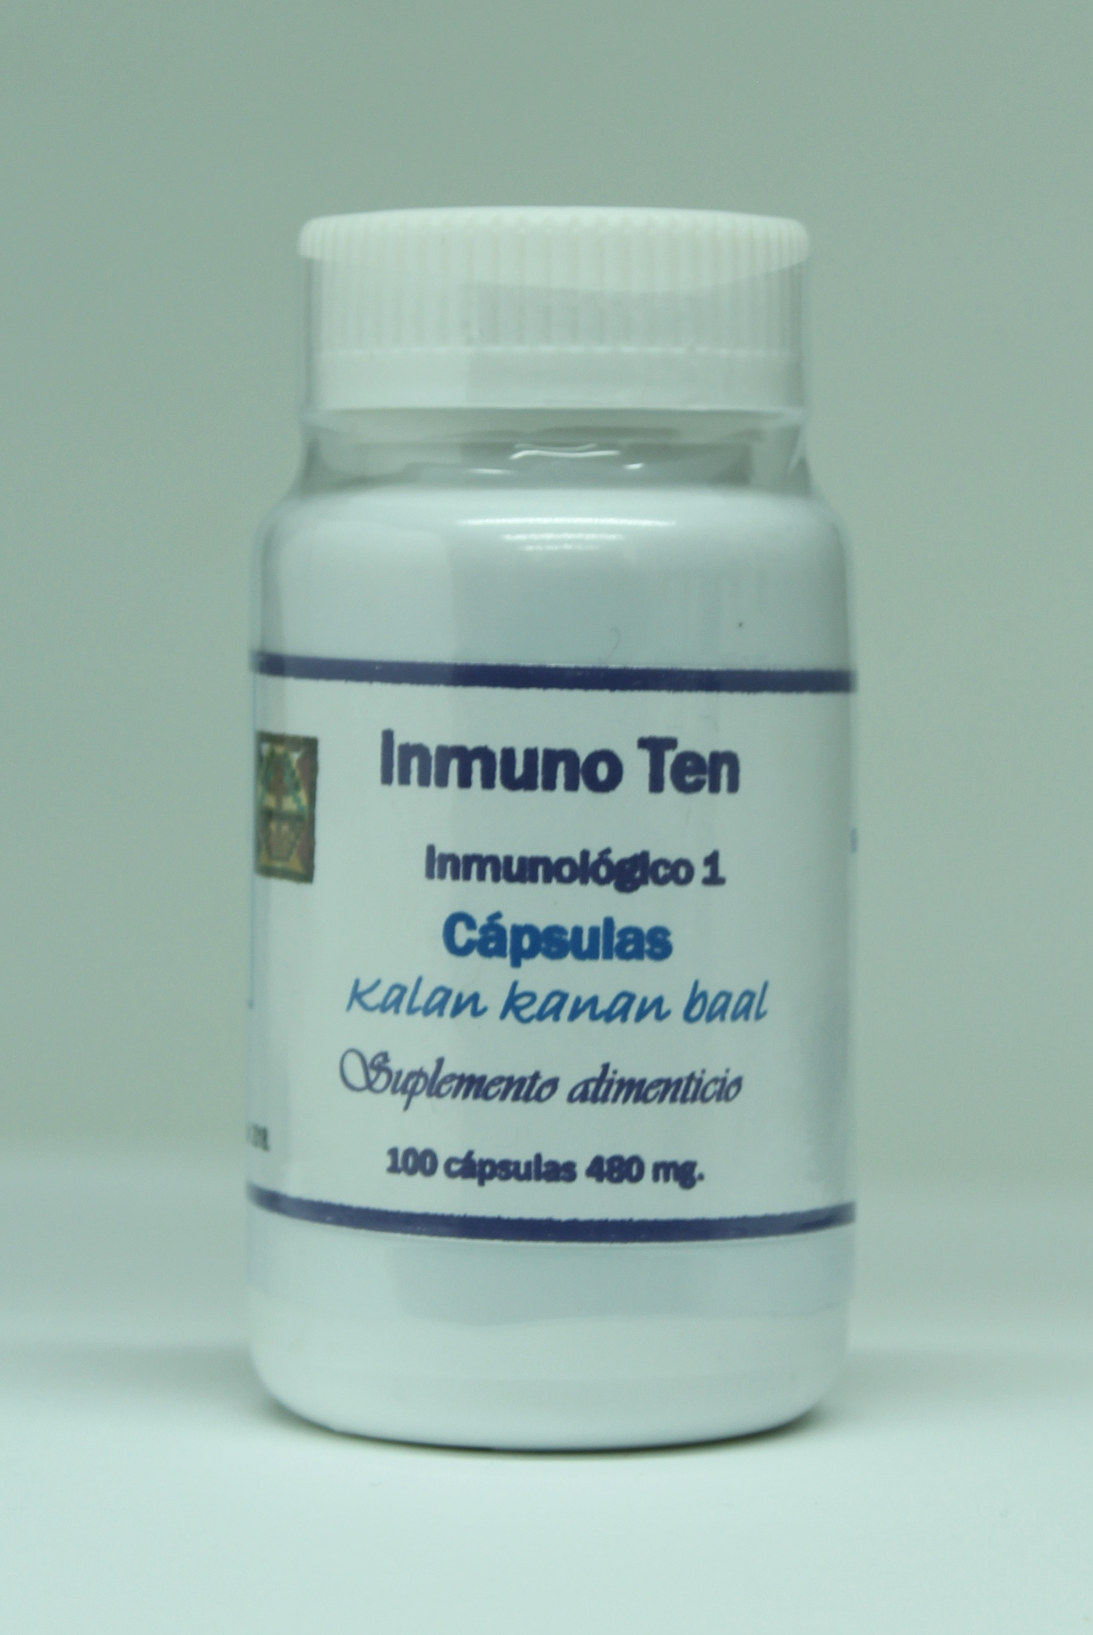 Inmuno Ten
Inmunológico 1
Cápsulas
Kalan kanan baal
Suplemento alimenticio
100 cápsulas 480 mg.